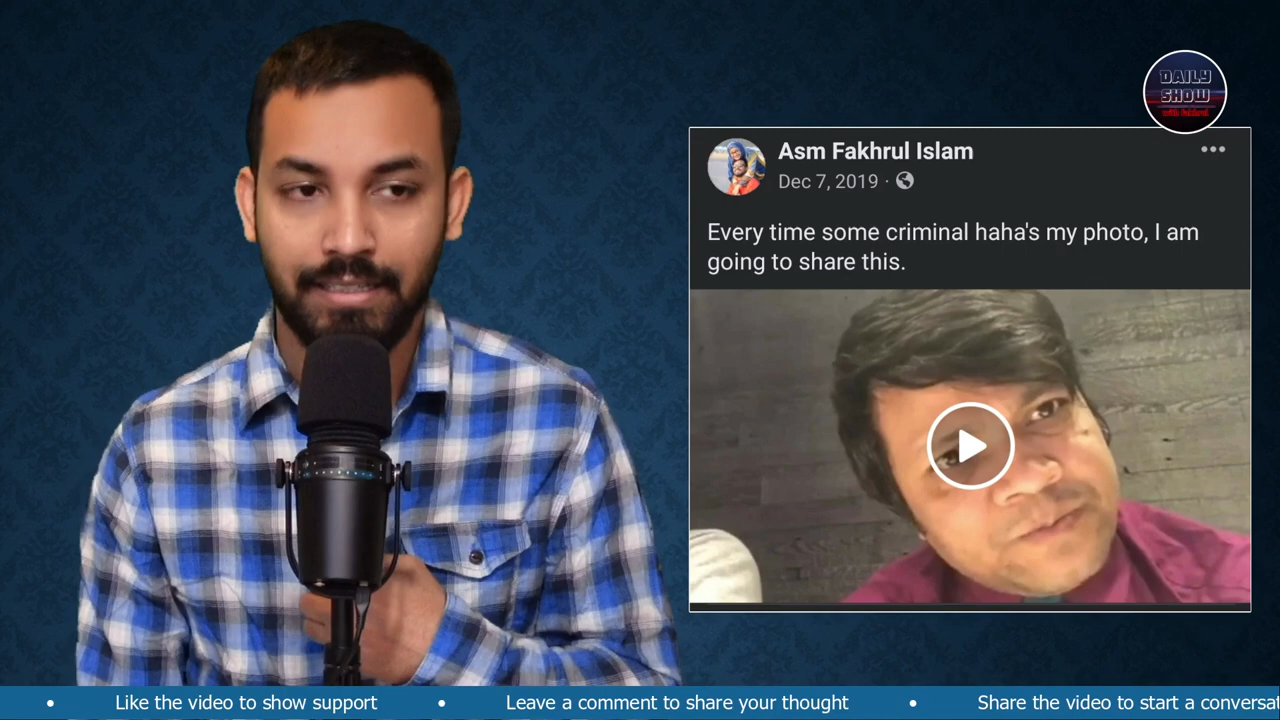 DAILY
SHOW
with fakhrul
Asm Fakhrul Islam
Dec 7, 2019 ·
Every time some criminal haha's my photo, I am
going to share this.
• Like the video to show support • Leave a comment to share your thought • Share the video to start a conversat